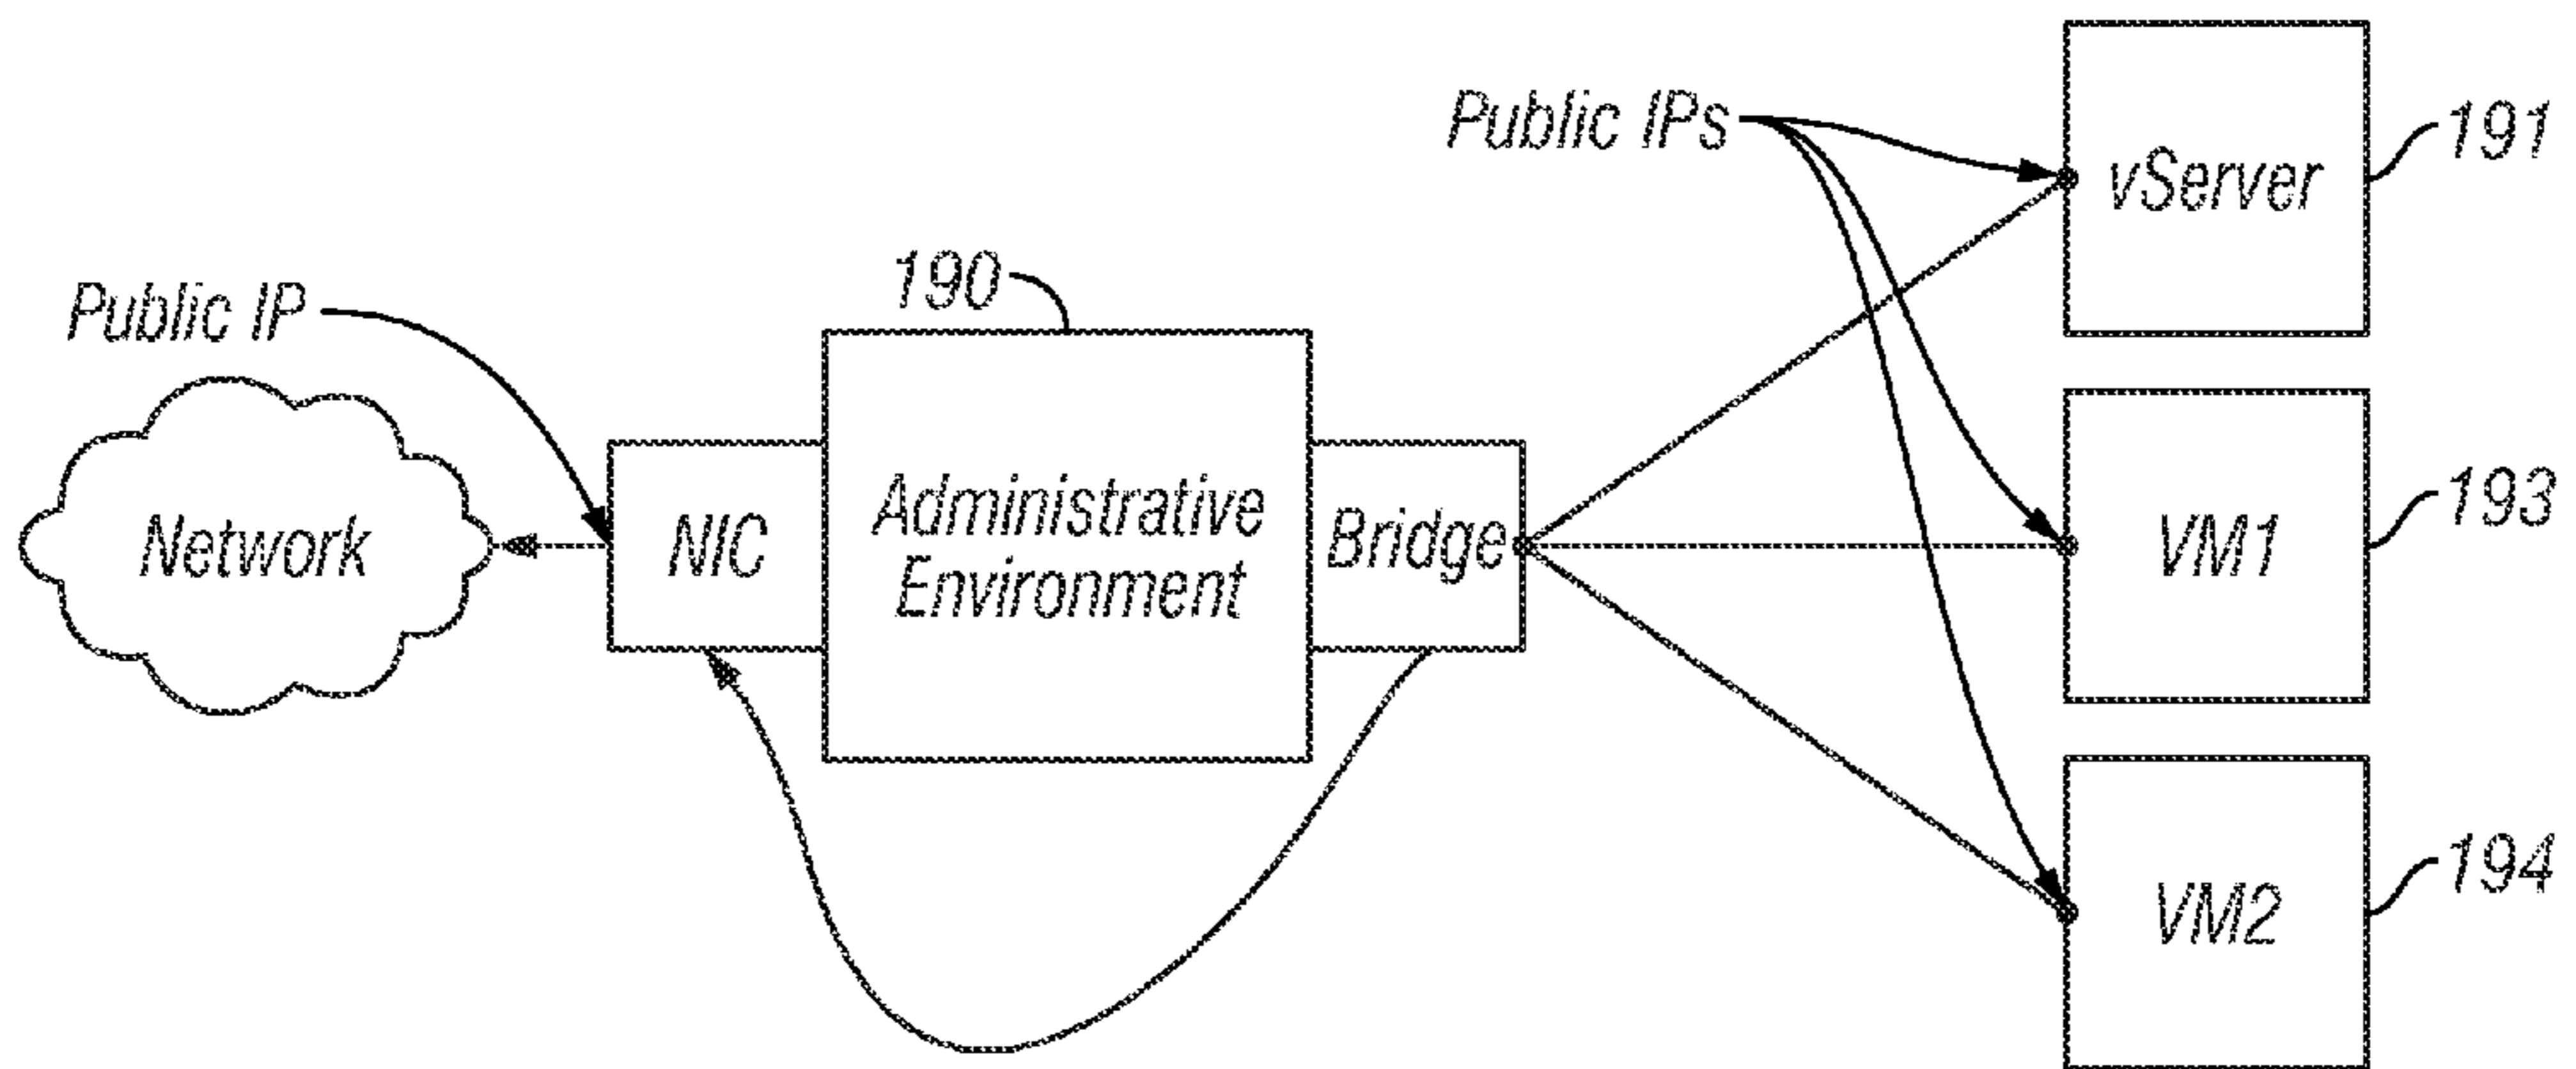 Public IPs
vServer
191
190
Public IP
Network
NIC
Administrative
Environment
Bridge
VM1
193
VM2
194